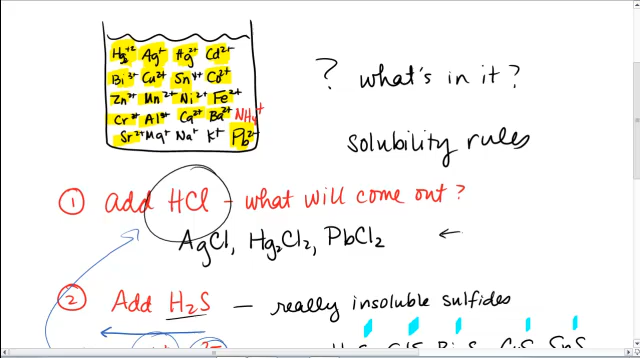 Hg₂⁺² Ag⁺ Hg²⁺ Cd²⁺
Bi³⁺ Cu²⁺ Sn⁴⁺ Co²⁺
Zn²⁺ Mn²⁺ Ni²⁺ Fe²⁺
Cr³⁺ Al³⁺ Ca²⁺ Ba²⁺ NH₄⁺
Sr²⁺ Mg⁺ Na⁺ K⁺ Pb²⁺
? what's in it?
solubility rules
① add HCl - what will come out?
AgCl, Hg₂Cl₂, PbCl₂ ←
② Add H₂S — really insoluble sulfides